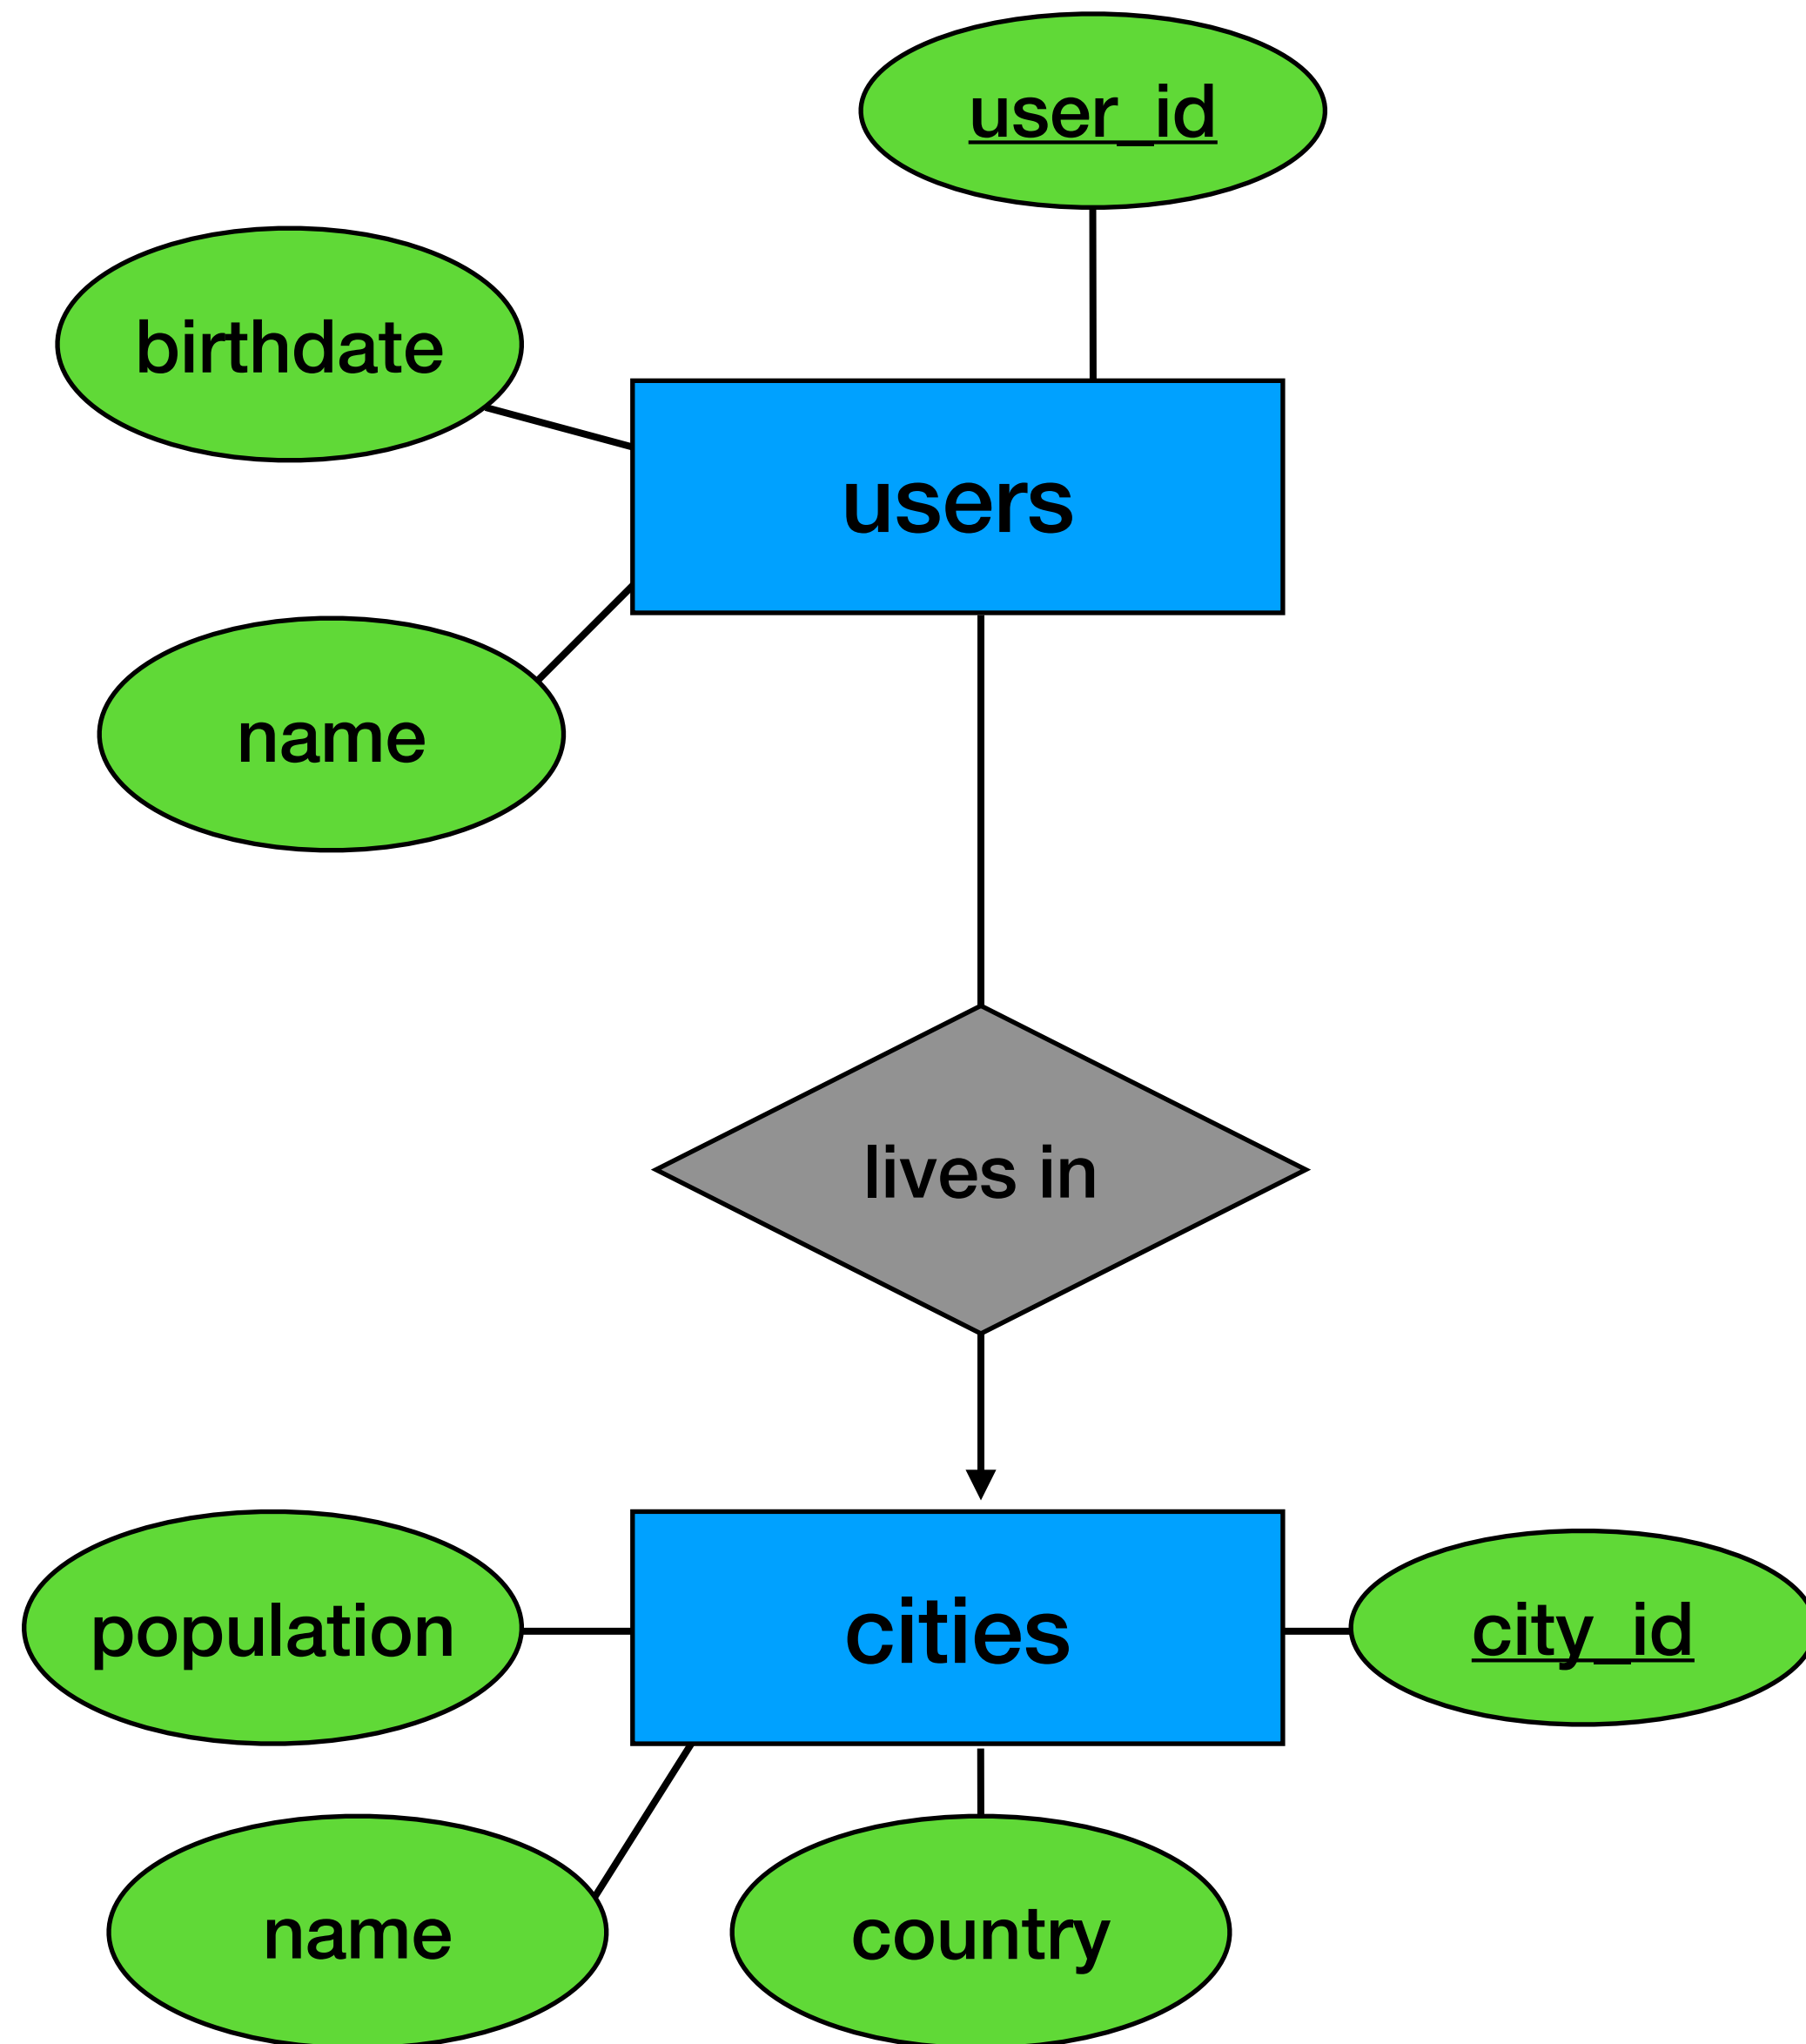 user_id
birthdate
users
name
lives in
population
cities
city_id
name
country